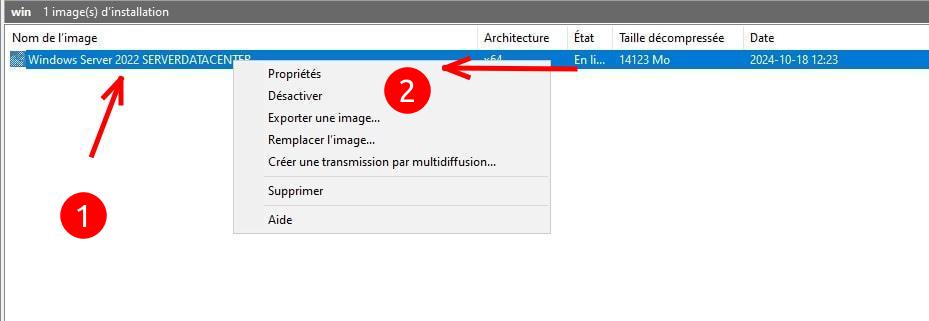 win 1 image(s) d'installation
Nom de l'image Architecture État Taille décompressée Date
Windows Server 2022 SERVERDATACENTER x64 En li... 14123 Mo 2024-10-18 12:23
Propriétés
2
Désactiver
Exporter une image...
Remplacer l'image...
Créer une transmission par multidiffusion...
Supprimer
1
Aide